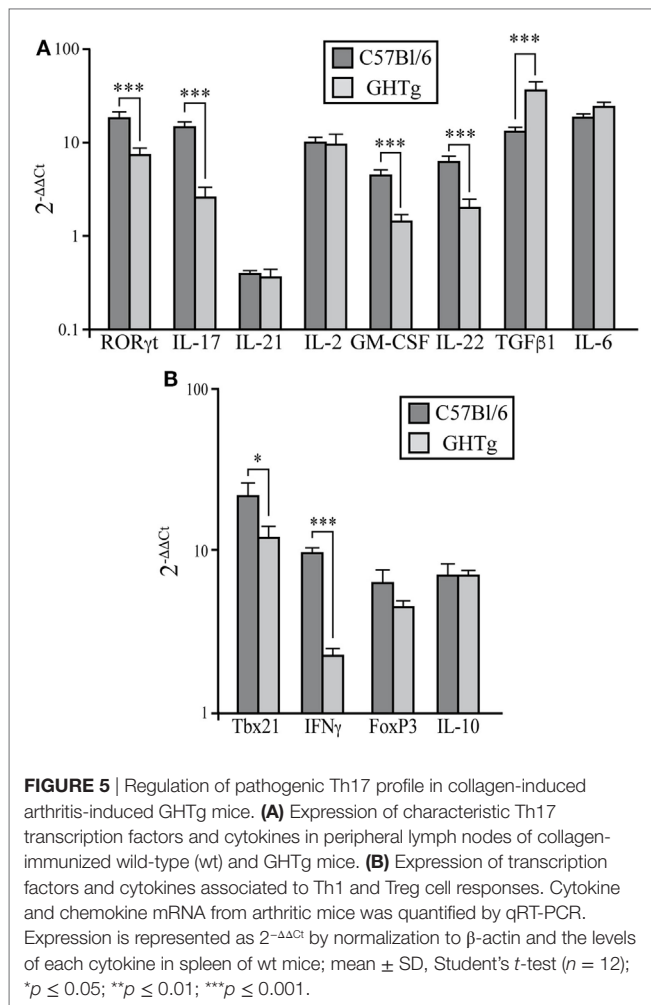 A
100
10
1
0.1
2^-ΔΔCt
C57Bl/6
GHTg
***
***
***
***
***
RORγt IL-17 IL-21 IL-2 GM-CSF IL-22 TGFβ1 IL-6
B
100
10
1
2^-ΔΔCt
C57Bl/6
GHTg
*
***
Tbx21 IFNγ FoxP3 IL-10
FIGURE 5 | Regulation of pathogenic Th17 profile in collagen-induced
arthritis-induced GHTg mice. (A) Expression of characteristic Th17
transcription factors and cytokines in peripheral lymph nodes of collagen-
immunized wild-type (wt) and GHTg mice. (B) Expression of transcription
factors and cytokines associated to Th1 and Treg cell responses. Cytokine
and chemokine mRNA from arthritic mice was quantified by qRT-PCR.
Expression is represented as 2^−ΔΔCt by normalization to β-actin and the levels
of each cytokine in spleen of wt mice; mean ± SD, Student's t-test (n = 12);
*p ≤ 0.05; **p ≤ 0.01; ***p ≤ 0.001.